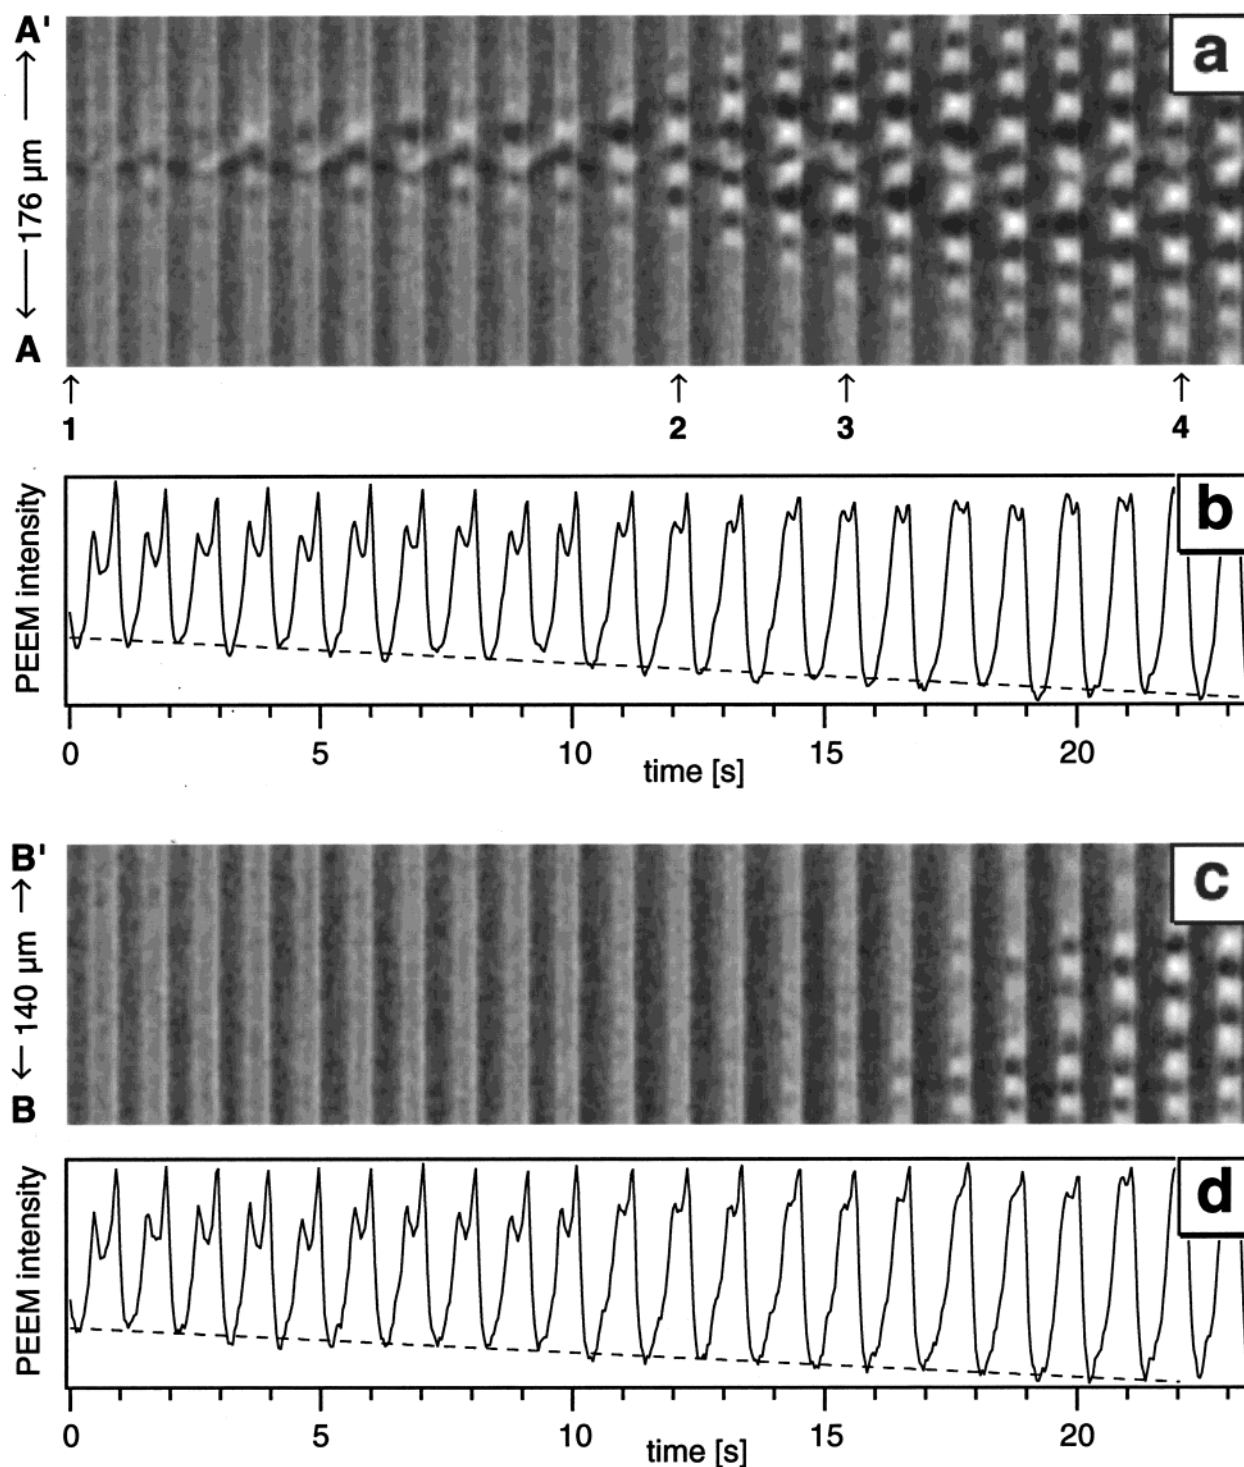 A'
a
← 176 µm →
A
↑ ↑ ↑ ↑
1 2 3 4
PEEM intensity
b
0 5 10 15 20
time [s]
B'
c
← 140 µm →
B
PEEM intensity
d
0 5 10 15 20
time [s]